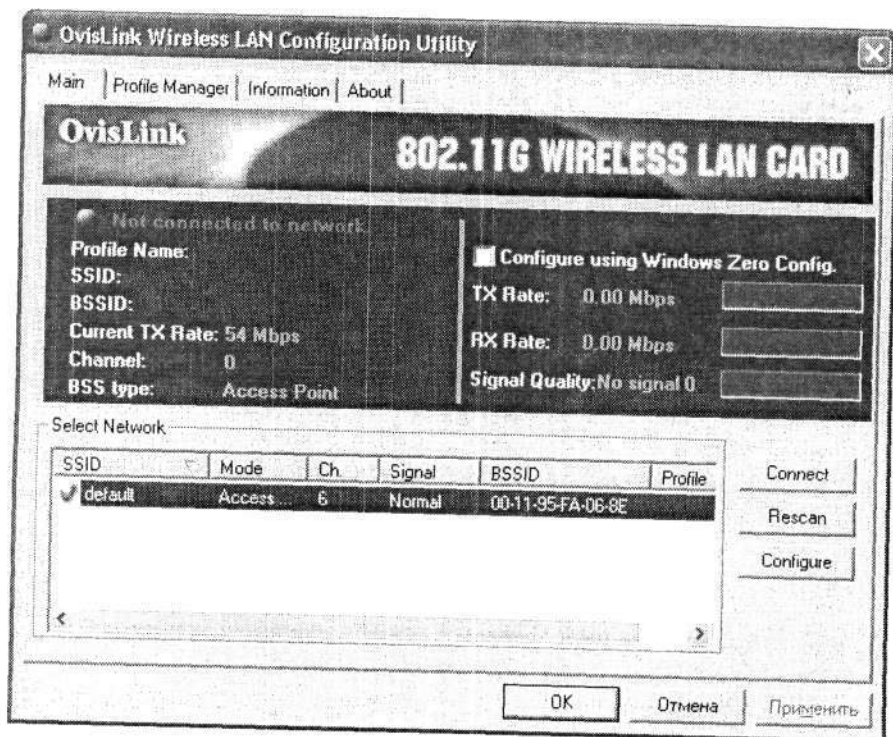 OvisLink Wireless LAN Configuration Utility
Main Profile Manager Information About
OvisLink
802.11G WIRELESS LAN CARD
Not connected to network
Profile Name:
SSID:
BSSID:
Current TX Rate: 54 Mbps
Channel: 0
BSS type: Access Point
Configure using Windows Zero Config.
TX Rate: 0.00 Mbps
RX Rate: 0.00 Mbps
Signal Quality:No signal 0
Select Network
SSID Mode Ch. Signal BSSID Profile
default Access ... 6 Normal 00-11-95-FA-06-8E
Connect
Rescan
Configure
OK Отмена Применить